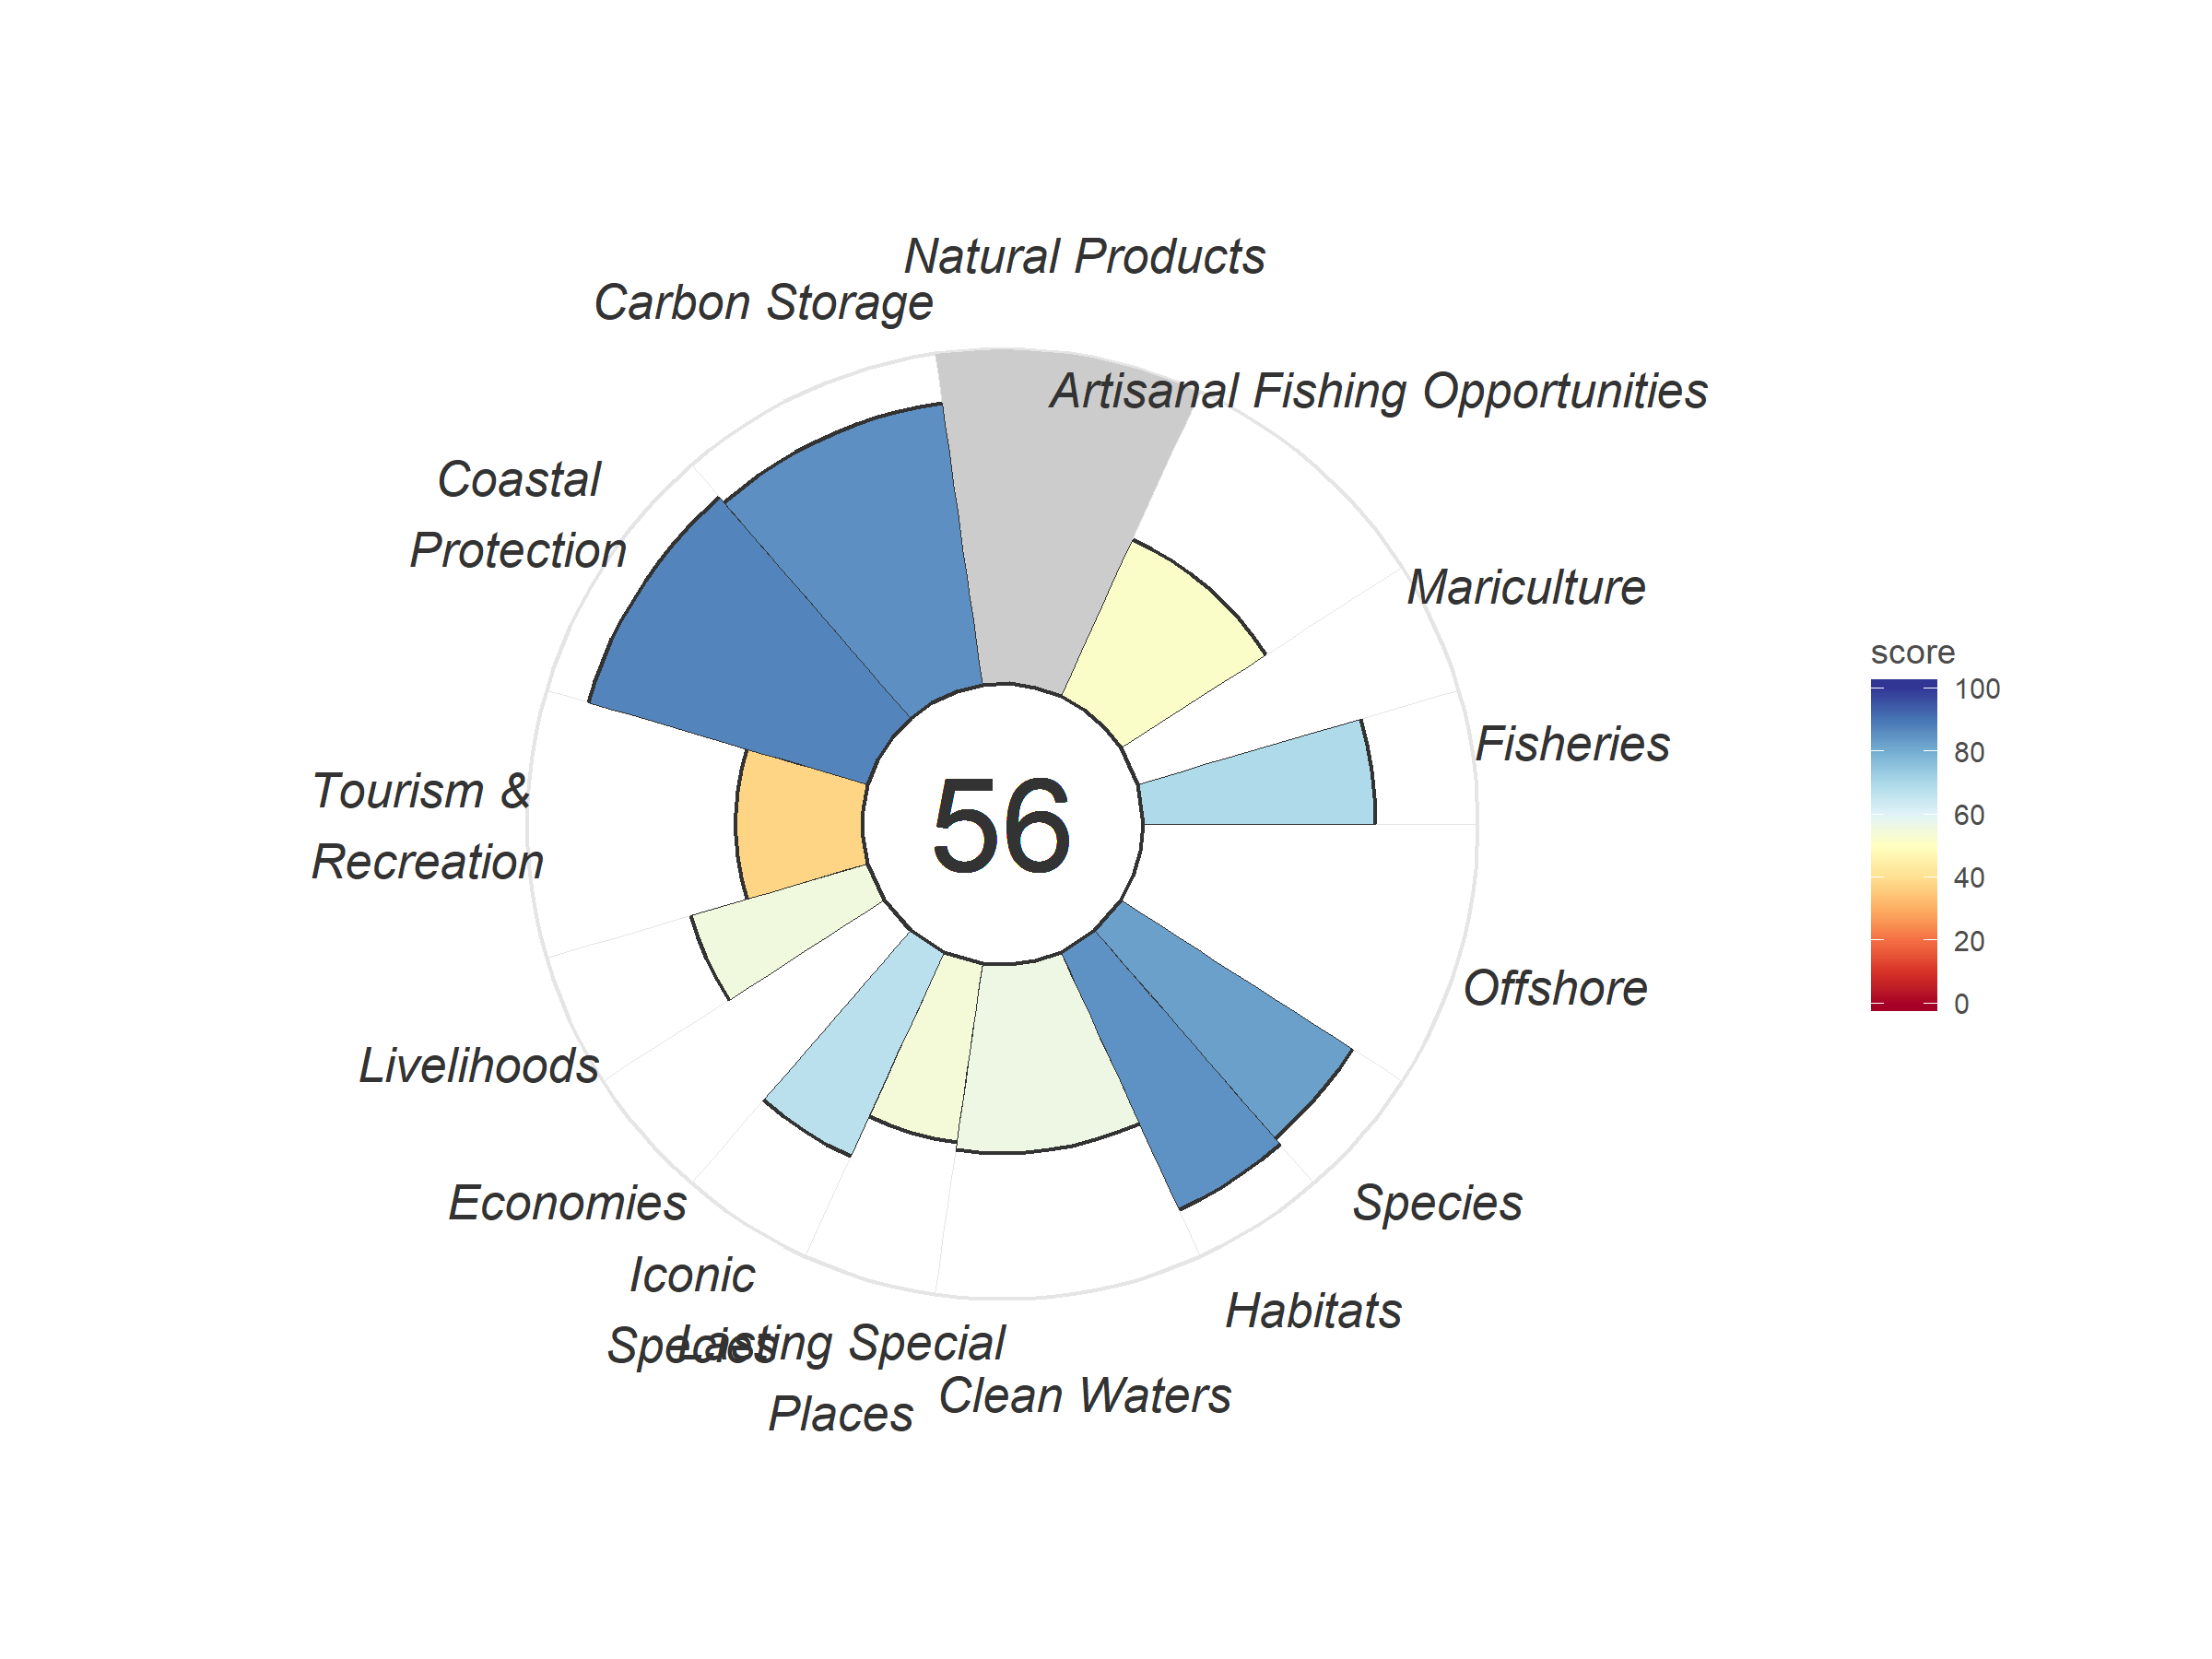 Natural Products
Carbon Storage
Artisanal Fishing Opportunities
Coastal
Protection
Mariculture
Fisheries
Tourism &
Recreation
56
Offshore
Livelihoods
Species
Economies
Iconic
Species
Habitats
Lasting Special
Places
Clean Waters
score
100
80
60
40
20
0